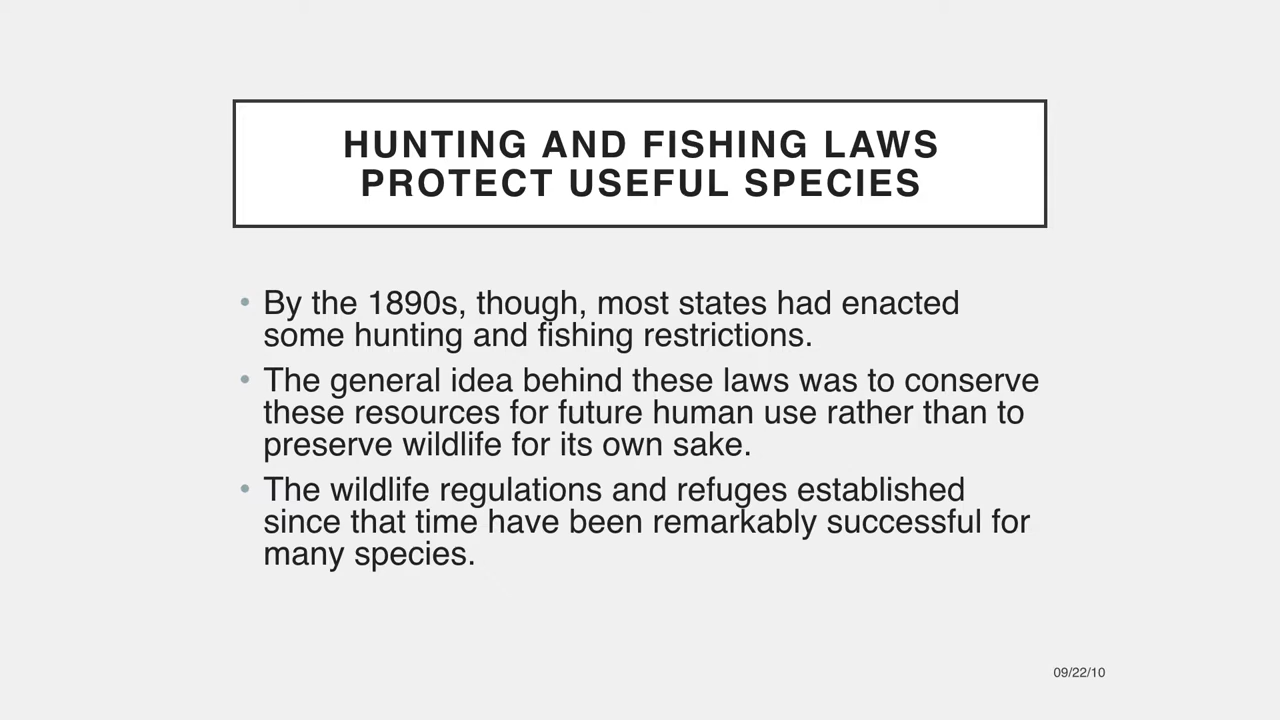 HUNTING AND FISHING LAWS
PROTECT USEFUL SPECIES
• By the 1890s, though, most states had enacted
some hunting and fishing restrictions.
• The general idea behind these laws was to conserve
these resources for future human use rather than to
preserve wildlife for its own sake.
• The wildlife regulations and refuges established
since that time have been remarkably successful for
many species.
09/22/10